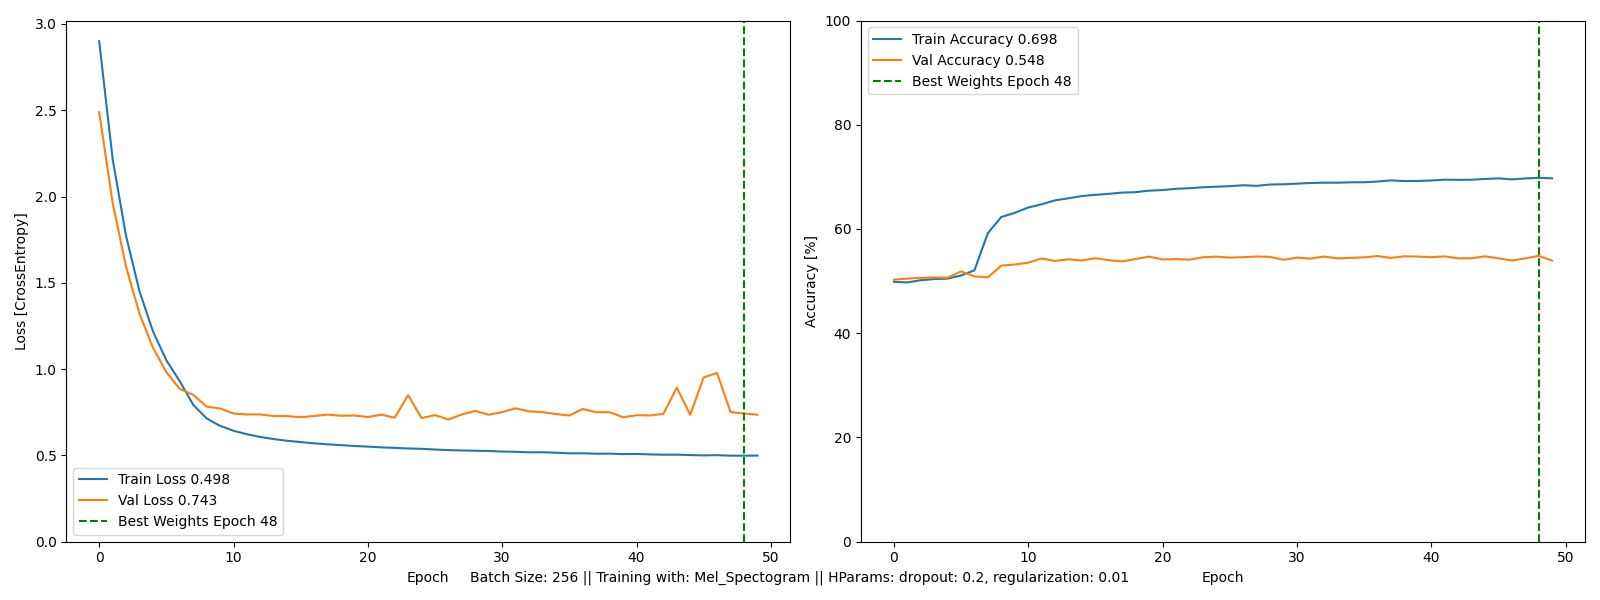 3.0
2.5
2.0
1.5
1.0
0.5
0.0
Loss [CrossEntropy]
Train Loss 0.498
Val Loss 0.743
Best Weights Epoch 48
0 10 20 30 40 50
Epoch
100
80
60
40
20
0
Accuracy [%]
Train Accuracy 0.698
Val Accuracy 0.548
Best Weights Epoch 48
0 10 20 30 40 50
Epoch
Batch Size: 256 || Training with: Mel_Spectogram || HParams: dropout: 0.2, regularization: 0.01